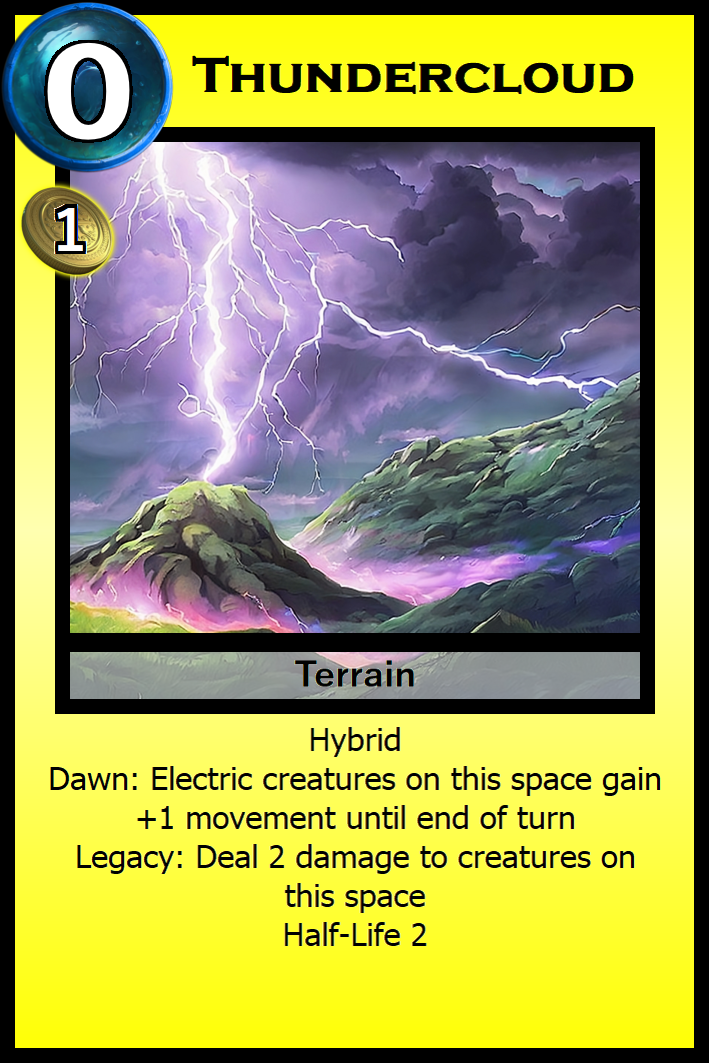 0
Thundercloud
1
Terrain
Hybrid
Dawn: Electric creatures on this space gain
+1 movement until end of turn
Legacy: Deal 2 damage to creatures on
this space
Half-Life 2